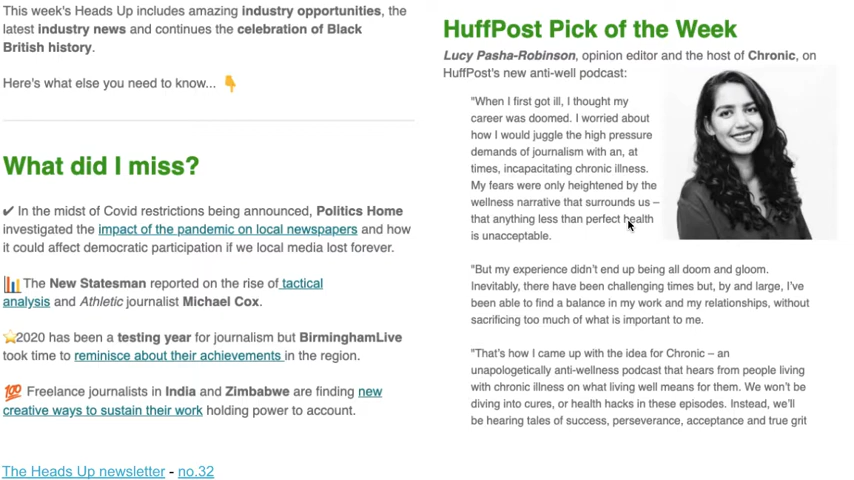 This week's Heads Up includes amazing industry opportunities, the
latest industry news and continues the celebration of Black
British history.
Here's what else you need to know...
What did I miss?
✔ In the midst of Covid restrictions being announced, Politics Home
investigated the impact of the pandemic on local newspapers and how
it could affect democratic participation if we local media lost forever.
The New Statesman reported on the rise of tactical
analysis and Athletic journalist Michael Cox.
2020 has been a testing year for journalism but BirminghamLive
took time to reminisce about their achievements in the region.
Freelance journalists in India and Zimbabwe are finding new
creative ways to sustain their work holding power to account.
The Heads Up newsletter - no.32
HuffPost Pick of the Week
Lucy Pasha-Robinson, opinion editor and the host of Chronic, on
HuffPost's new anti-well podcast:
"When I first got ill, I thought my
career was doomed. I worried about
how I would juggle the high pressure
demands of journalism with an, at
times, incapacitating chronic illness.
My fears were only heightened by the
wellness narrative that surrounds us –
that anything less than perfect health
is unacceptable.
"But my experience didn't end up being all doom and gloom.
Inevitably, there have been challenging times but, by and large, I've
been able to find a balance in my work and my relationships, without
sacrificing too much of what is important to me.
"That's how I came up with the idea for Chronic – an
unapologetically anti-wellness podcast that hears from people living
with chronic illness on what living well means for them. We won't be
diving into cures, or health hacks in these episodes. Instead, we'll
be hearing tales of success, perseverance, acceptance and true grit